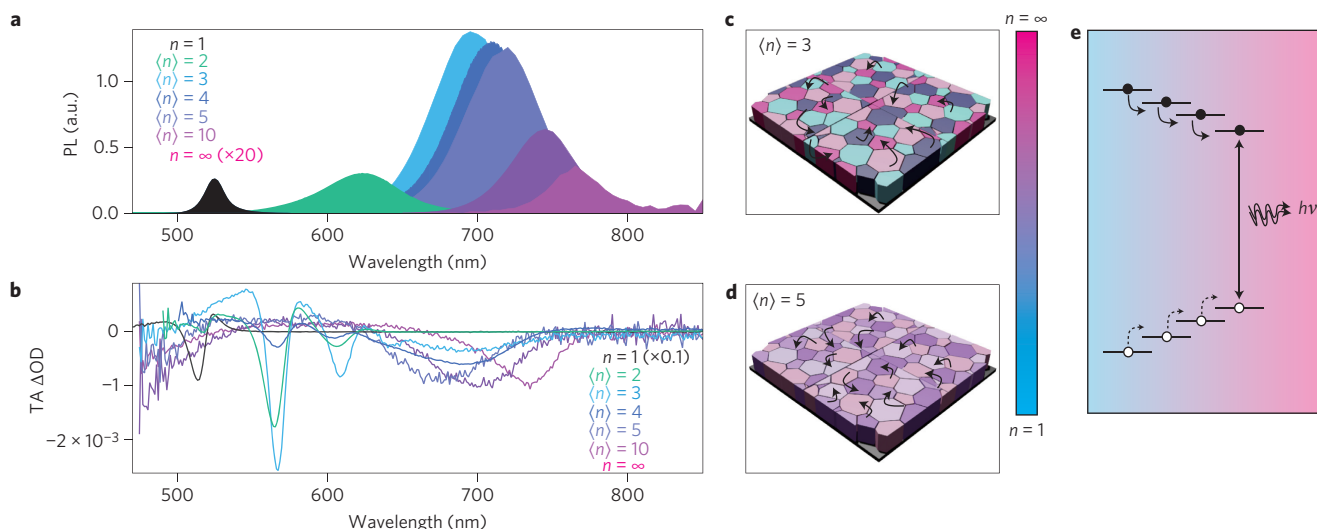 a
PL (a.u.)
1.0
0.5
0.0
n = 1
⟨n⟩ = 2
⟨n⟩ = 3
⟨n⟩ = 4
⟨n⟩ = 5
⟨n⟩ = 10
n = ∞ (×20)
500 600 700 800
Wavelength (nm)
b
TA ΔOD
0
−1
−2 × 10⁻³
n = 1 (×0.1)
⟨n⟩ = 2
⟨n⟩ = 3
⟨n⟩ = 4
⟨n⟩ = 5
⟨n⟩ = 10
n = ∞
500 600 700 800
Wavelength (nm)
c
⟨n⟩ = 3
d
⟨n⟩ = 5
n = ∞
n = 1
e
hν